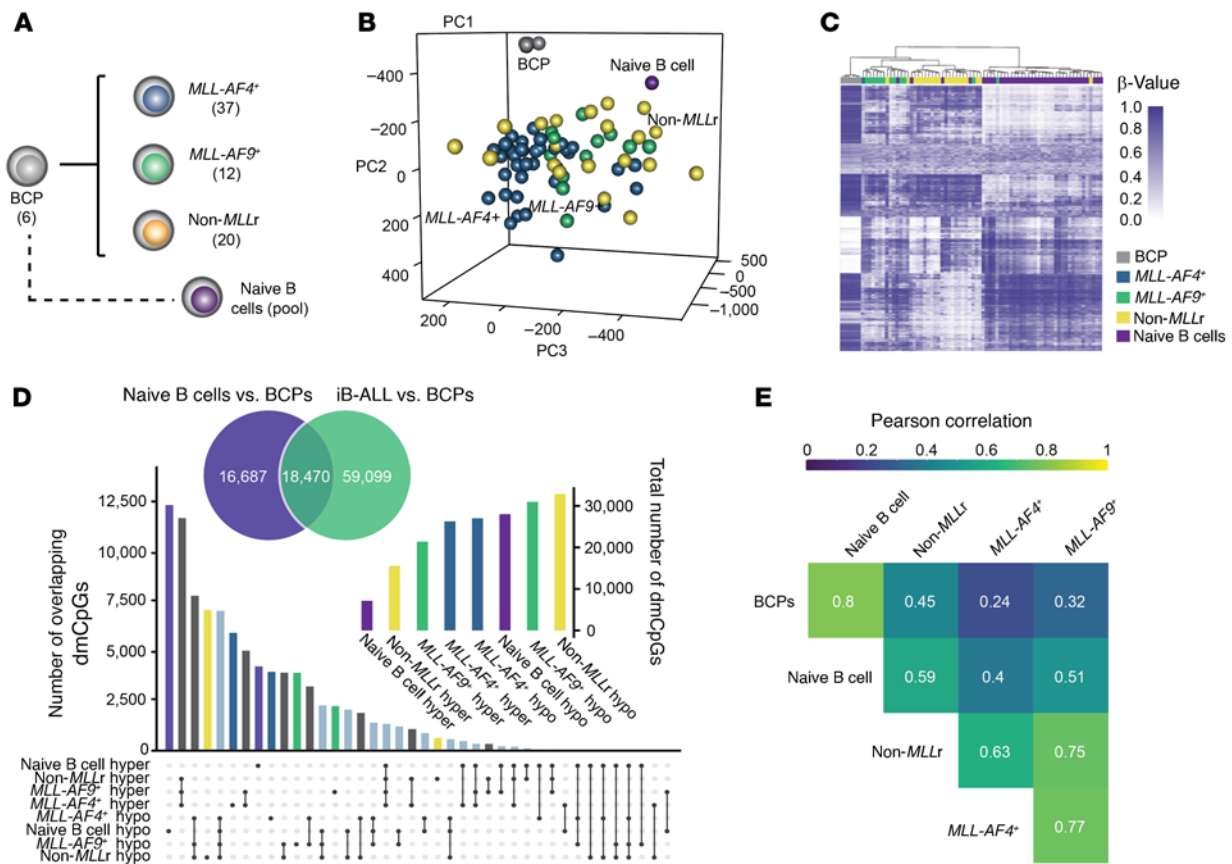 A
MLL-AF4+
(37)
MLL-AF9+
(12)
BCP
(6)
Non-MLLr
(20)
Naive B
cells (pool)
B
PC1
−400
−200
0
200
400
PC2
BCP
Naive B cell
Non-MLLr
MLL-AF4+
MLL-AF9+
200
0
−200
−400
PC3
500
0
−500
−1,000
C
β-Value
1.0
0.8
0.6
0.4
0.2
0.0
BCP
MLL-AF4+
MLL-AF9+
Non-MLLr
Naive B cells
D
Naive B cells vs. BCPs
iB-ALL vs. BCPs
16,687
18,470
59,099
Number of overlapping
dmCpGs
12,500
10,000
7,500
5,000
2,500
0
Total number of dmCpGs
30,000
20,000
10,000
0
Naive B cell hyper
Non-MLLr hyper
MLL-AF9+ hyper
MLL-AF4+ hyper
MLL-AF4+ hypo
Naive B cell hypo
MLL-AF9+ hypo
Non-MLLr hypo
Naive B cell hyper
Non-MLLr hyper
MLL-AF9+ hyper
MLL-AF4+ hyper
MLL-AF4+ hypo
Naive B cell hypo
MLL-AF9+ hypo
Non-MLLr hypo
E
Pearson correlation
0 0.2 0.4 0.6 0.8 1
Naive B cell
Non-MLLr
MLL-AF4+
MLL-AF9+
BCPs 0.8 0.45 0.24 0.32
Naive B cell 0.59 0.4 0.51
Non-MLLr 0.63 0.75
MLL-AF4+ 0.77